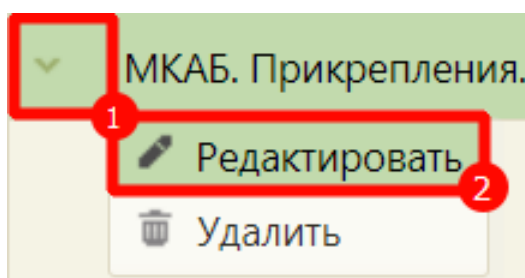 МКАБ. Прикрепления.
1
Редактировать
2
Удалить